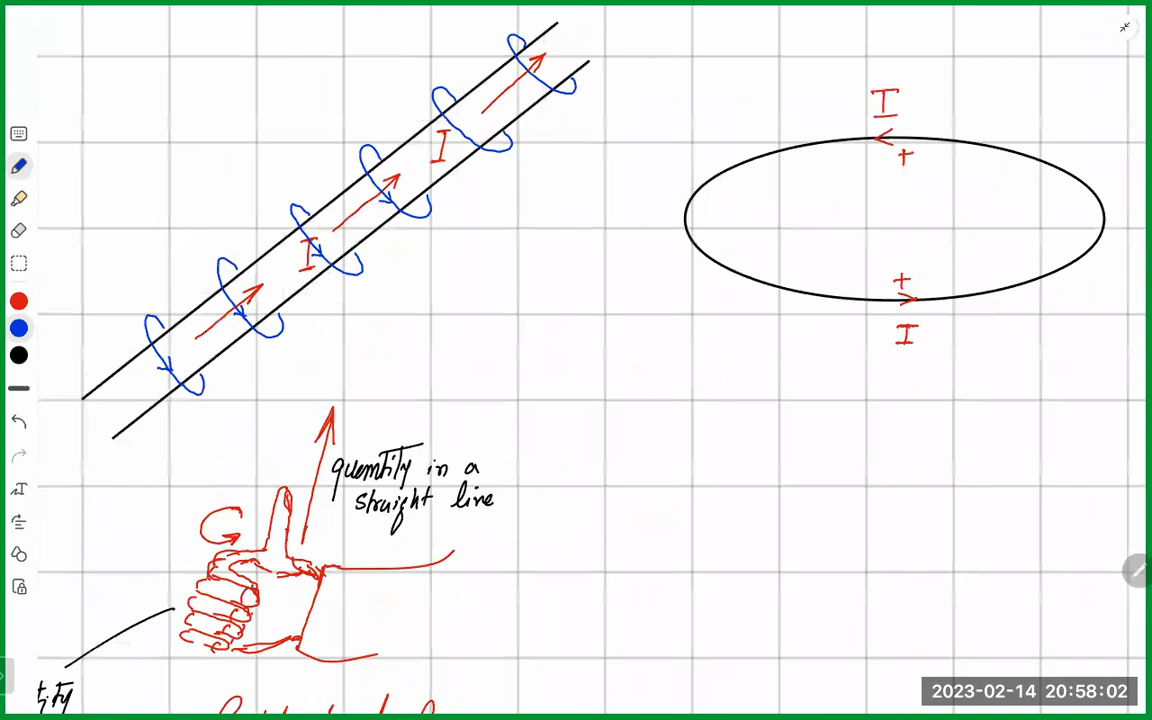 I
+
I
I
+
I
quantity in a
straight line
2023-02-14 20:58:02